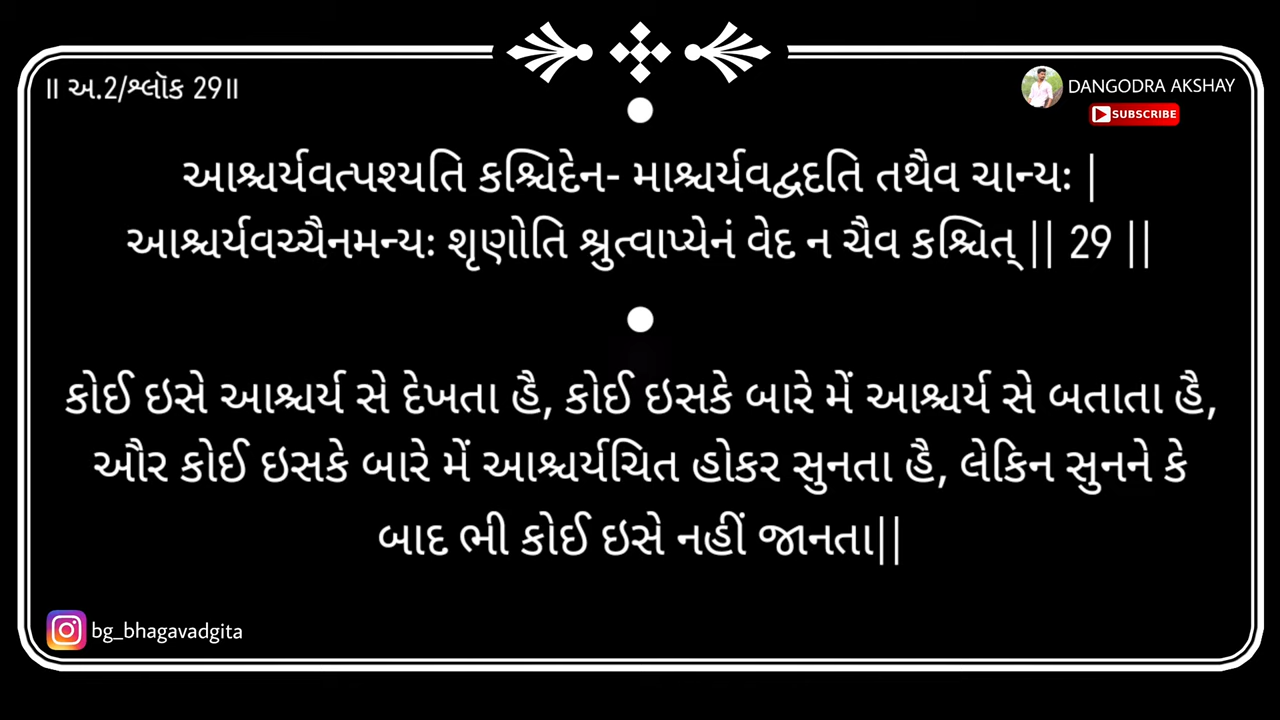 ॥ અ.2/શ્લૉક 29॥
DANGODRA AKSHAY
SUBSCRIBE
આશ્ચર્યવત્પશ્યતિ કશ્ચિદેન- માશ્ચર્યવદ્વદતિ તથૈવ ચાન્યઃ |
આશ્ચર્યવચ્ચૈનમન્યઃ શૃણોતિ શ્રુત્વાપ્યેનં વેદ ન ચૈવ કશ્ચિત્ || 29 ||
કોઈ ઇસે આશ્ચર્ય સે દેખતા હૈ, કોઈ ઇસકે બારે મેં આશ્ચર્ય સે બતાતા હૈ,
ઔર કોઈ ઇસકે બારે મેં આશ્ચર્યચિત હોકર સુનતા હૈ, લેકિન સુનને કે
બાદ ભી કોઈ ઇસે નહીં જાનતા||
bg_bhagavadgita